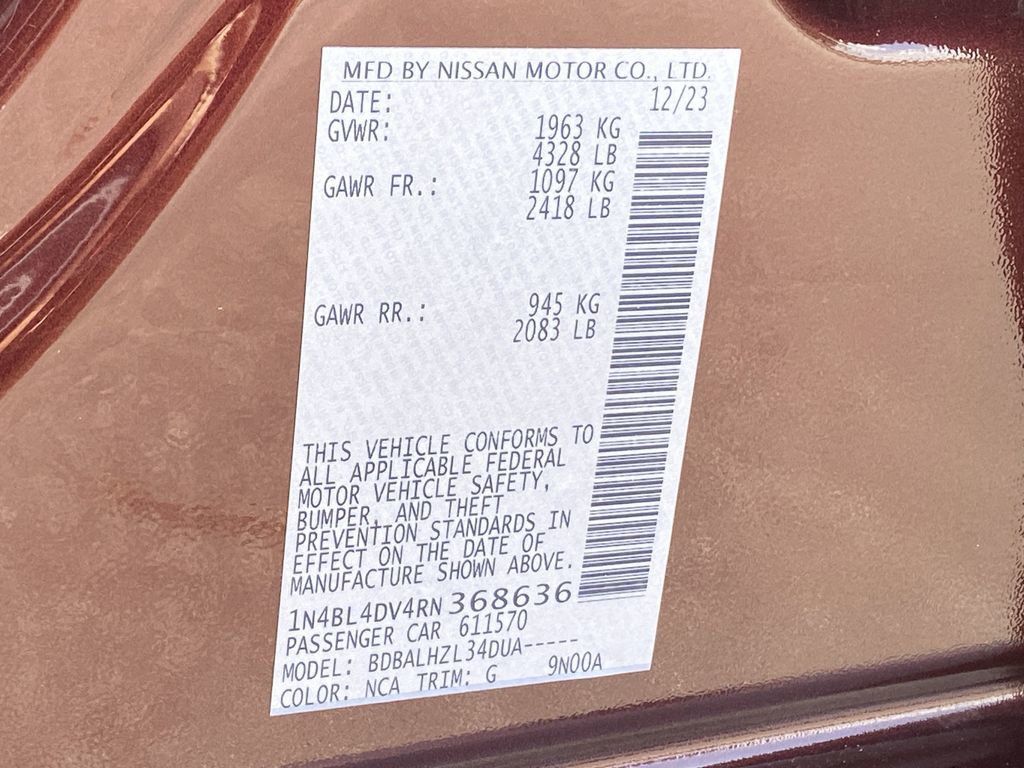 MFD BY NISSAN MOTOR CO., LTD.
DATE: 12/23
GVWR: 1963 KG
4328 LB
GAWR FR.: 1097 KG
2418 LB
GAWR RR.: 945 KG
2083 LB
THIS VEHICLE CONFORMS TO
ALL APPLICABLE FEDERAL
MOTOR VEHICLE SAFETY,
BUMPER, AND THEFT
PREVENTION STANDARDS IN
EFFECT ON THE DATE OF
MANUFACTURE SHOWN ABOVE.
1N4BL4DV4RN368636
PASSENGER CAR 611570
MODEL: BDBALHZL34DUA-----
COLOR: NCA TRIM: G 9N00A